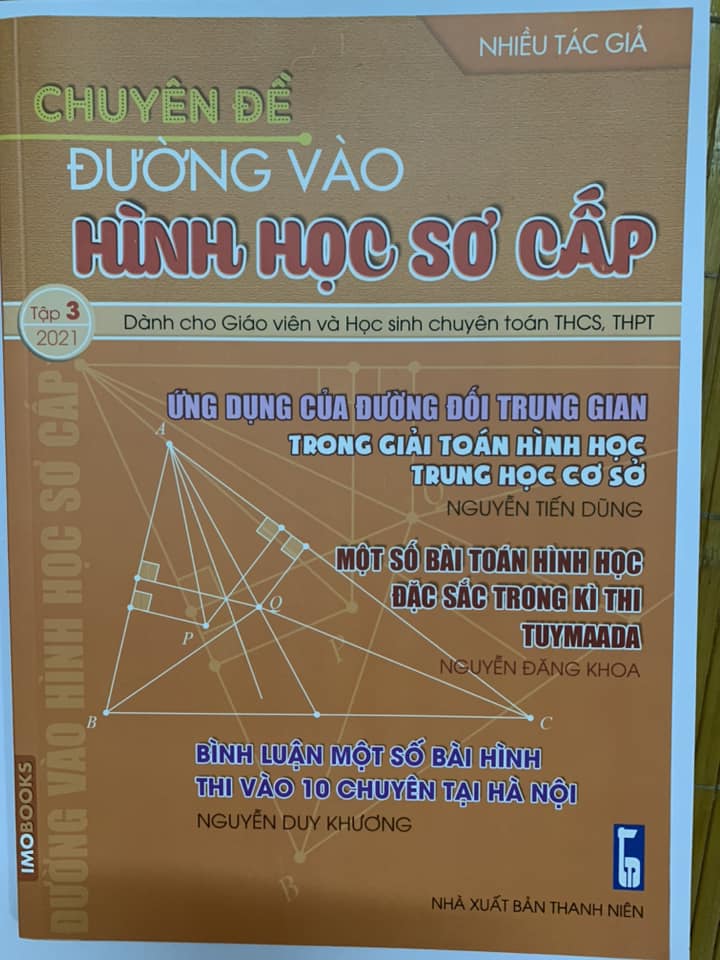 NHIỀU TÁC GIẢ
CHUYÊN ĐỀ
ĐƯỜNG VÀO
HÌNH HỌC SƠ CẤP
Tập 3
2021
Dành cho Giáo viên và Học sinh chuyên toán THCS, THPT
ỨNG DỤNG CỦA ĐƯỜNG ĐỐI TRUNG GIAN
TRONG GIẢI TOÁN HÌNH HỌC
TRUNG HỌC CƠ SỞ
NGUYỄN TIẾN DŨNG
MỘT SỐ BÀI TOÁN HÌNH HỌC
ĐẶC SẮC TRONG KÌ THI
TUYMAADA
NGUYỄN ĐĂNG KHOA
A
Q
P
B
C
Q
P
B
BÌNH LUẬN MỘT SỐ BÀI HÌNH
THI VÀO 10 CHUYÊN TẠI HÀ NỘI
NGUYỄN DUY KHƯƠNG
NHÀ XUẤT BẢN THANH NIÊN
IMOBOOKS
ĐƯỜNG VÀO HÌNH HỌC SƠ CẤP